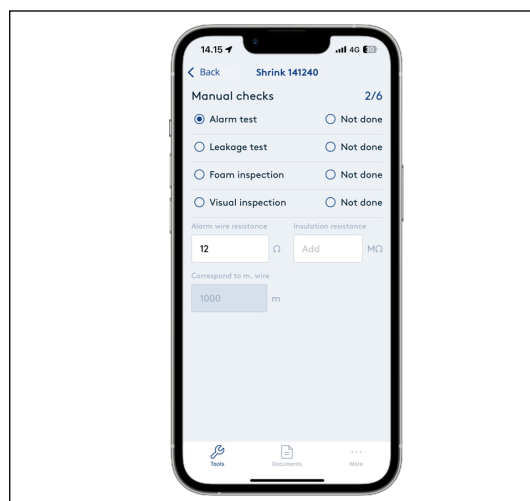 14.15 4G 30
Back Shrink 141240
Manual checks 2/6
Alarm test Not done
Leakage test Not done
Foam inspection Not done
Visual inspection Not done
Alarm wire resistance Insulation resistance
12 Ω Add MΩ
Correspond to m. wire
1000 m
Tools Documents More